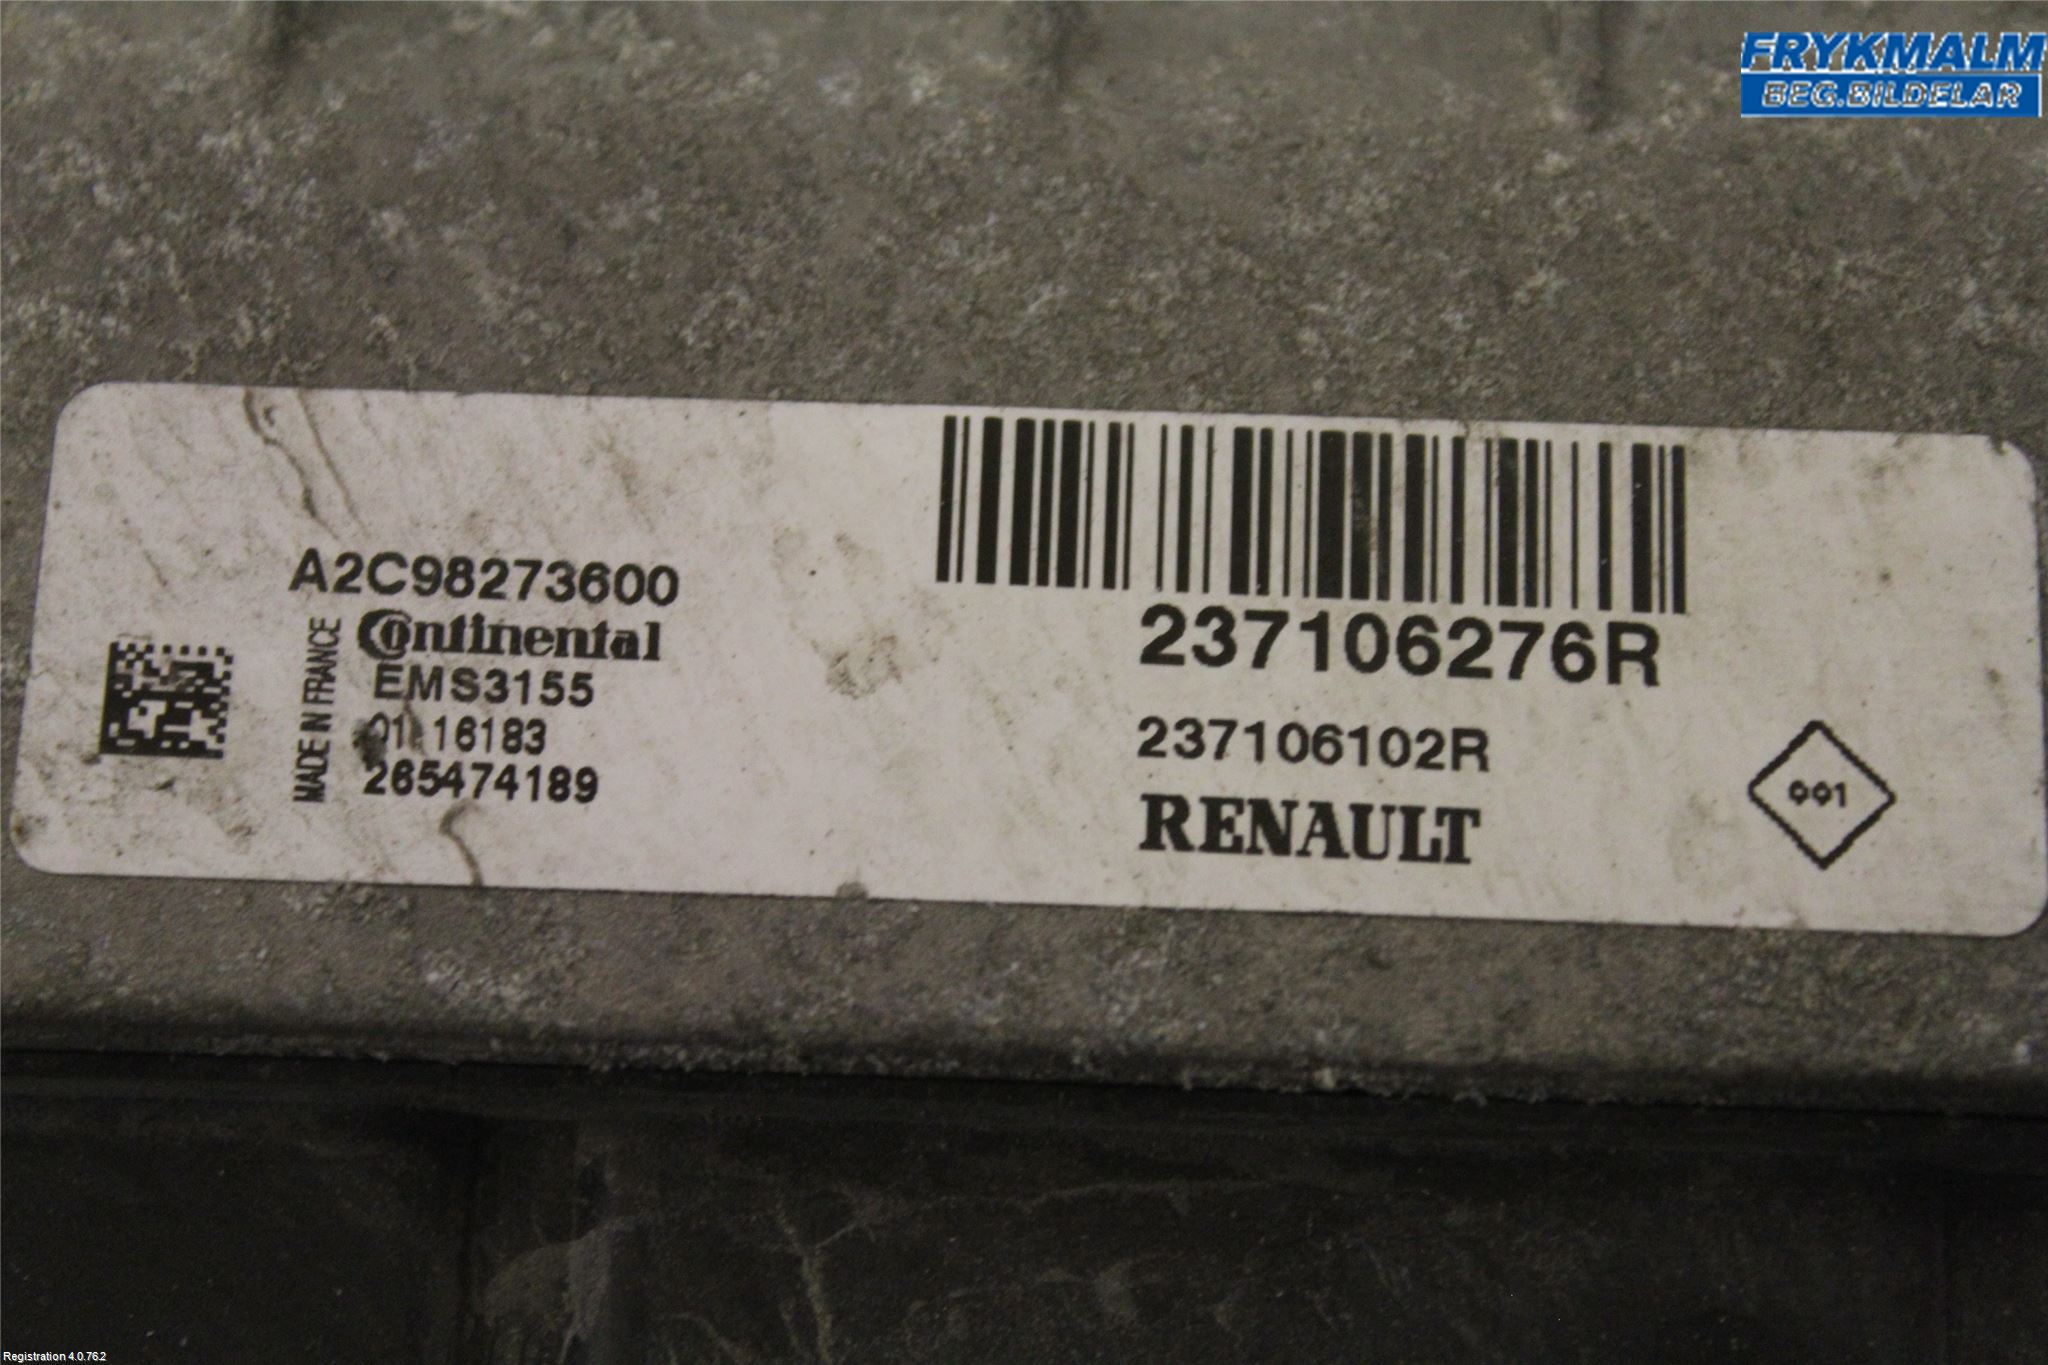 FRYKMALM
BEG.BILDELAR
A2C98273600
Continental
EMS3155
16183
265474189
MADE IN FRANCE
237106276R
237106102R
RENAULT
001
Registration 4.0.76.2